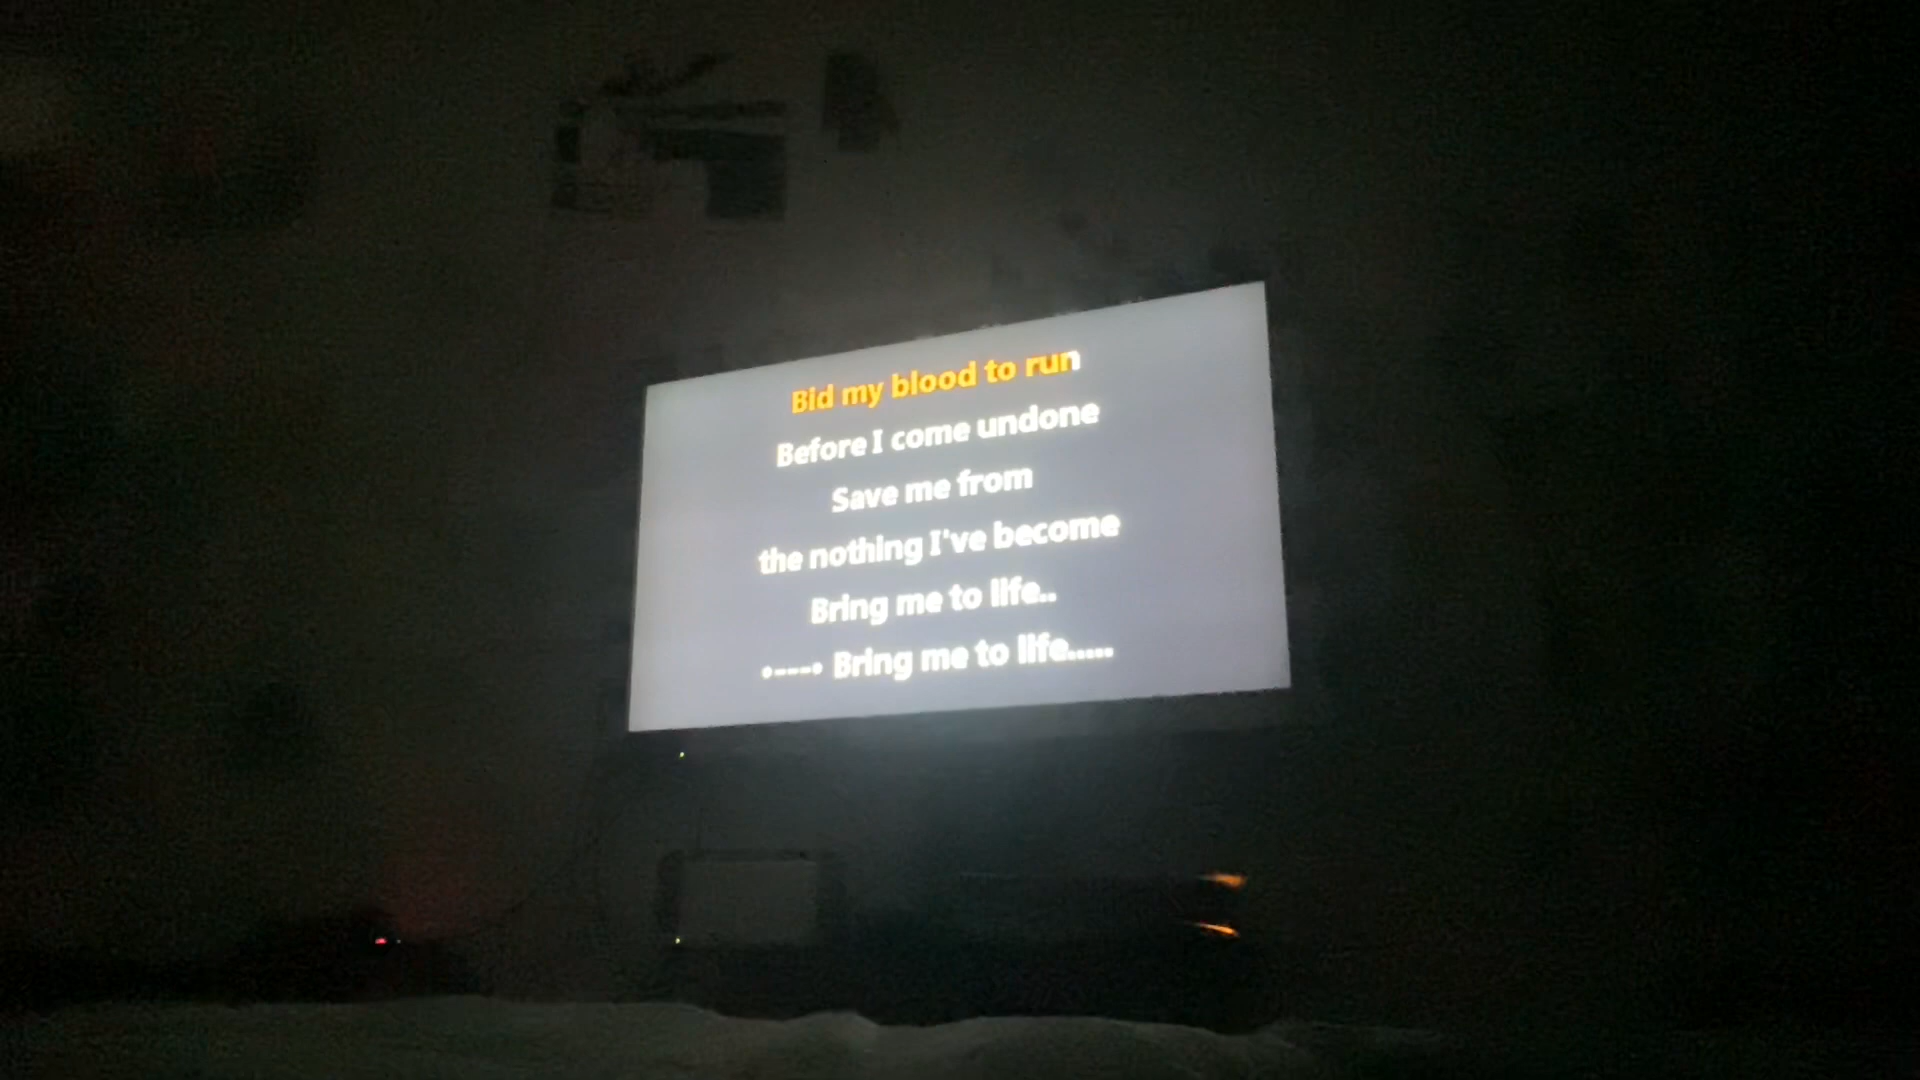 Bid my blood to run
Before I come undone
Save me from
the nothing I've become
Bring me to life..
•---• Bring me to life.....